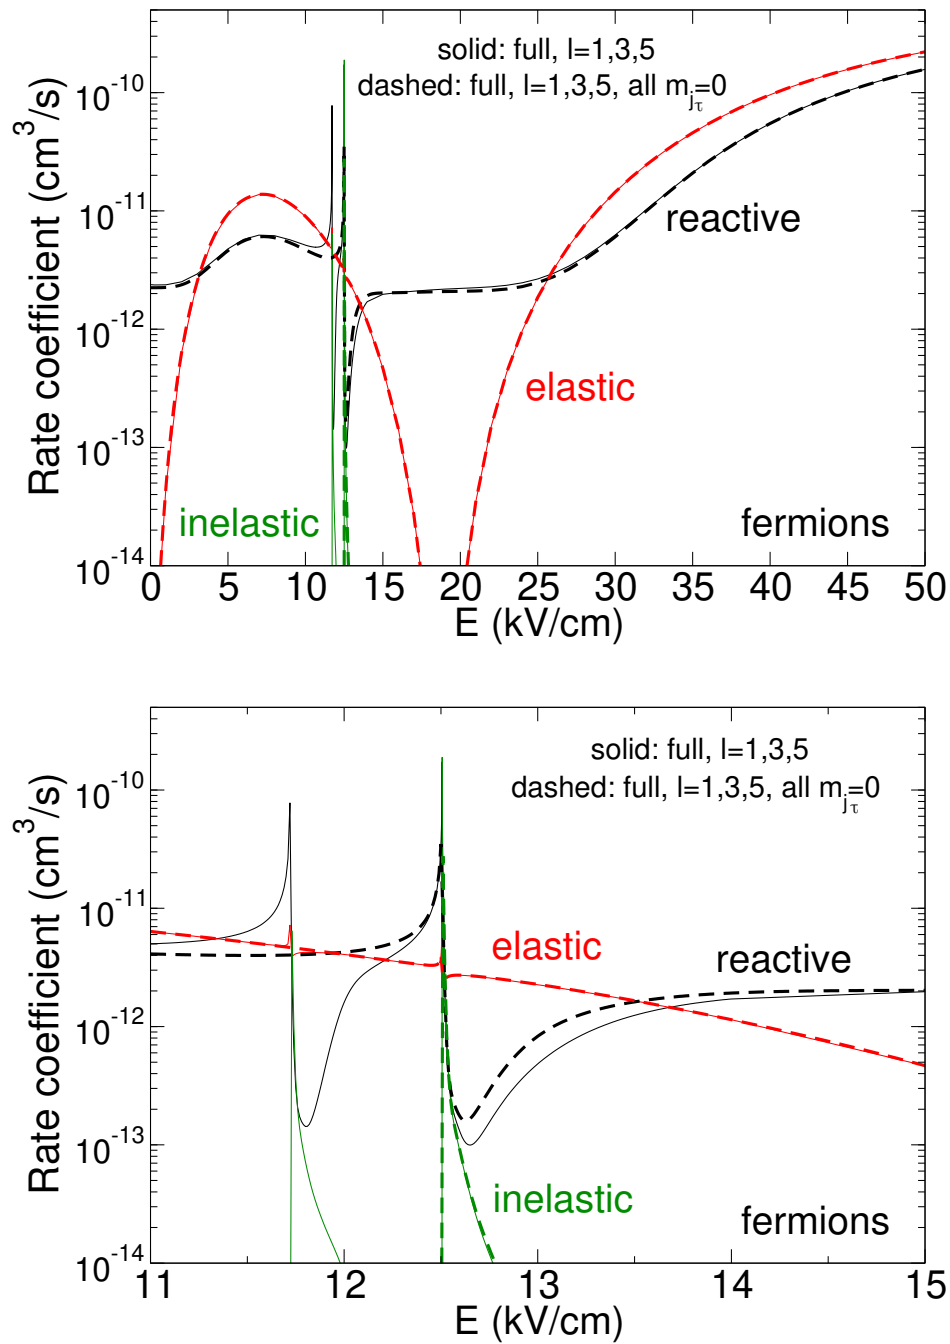 solid: full, l=1,3,5
dashed: full, l=1,3,5, all m_{j_τ}=0
Rate coefficient (cm^3/s)
10^-10
10^-11
10^-12
10^-13
10^-14
reactive
elastic
inelastic
fermions
0 5 10 15 20 25 30 35 40 45 50
E (kV/cm)
solid: full, l=1,3,5
dashed: full, l=1,3,5, all m_{j_τ}=0
Rate coefficient (cm^3/s)
10^-10
10^-11
10^-12
10^-13
10^-14
elastic
reactive
inelastic
fermions
11 12 13 14 15
E (kV/cm)